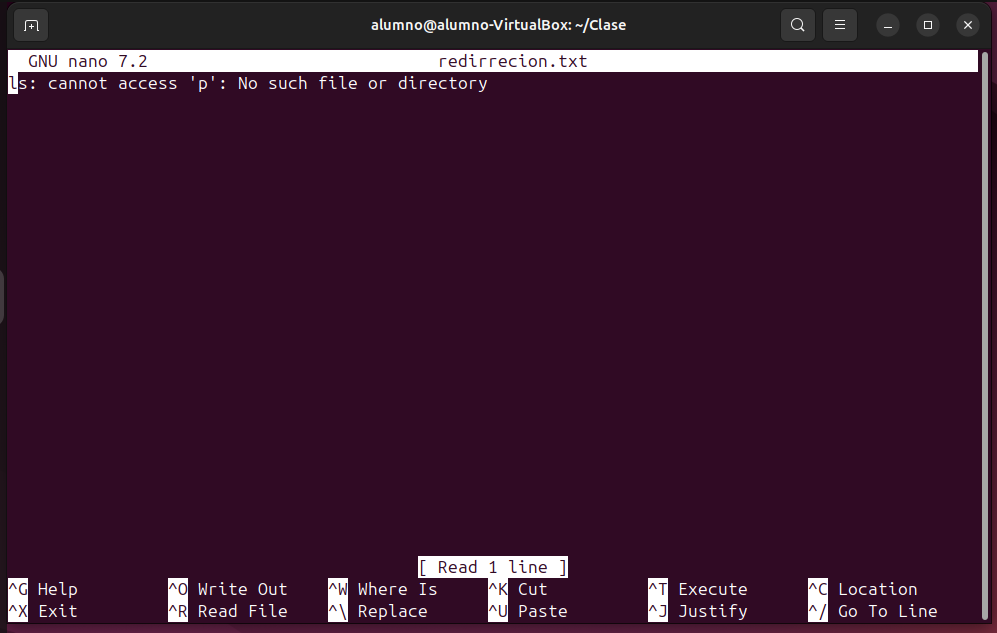 alumno@alumno-VirtualBox: ~/Clase
GNU nano 7.2 redirrecion.txt
ls: cannot access 'p': No such file or directory
[ Read 1 line ]
^G Help ^O Write Out ^W Where Is ^K Cut ^T Execute ^C Location
^X Exit ^R Read File ^\ Replace ^U Paste ^J Justify ^/ Go To Line